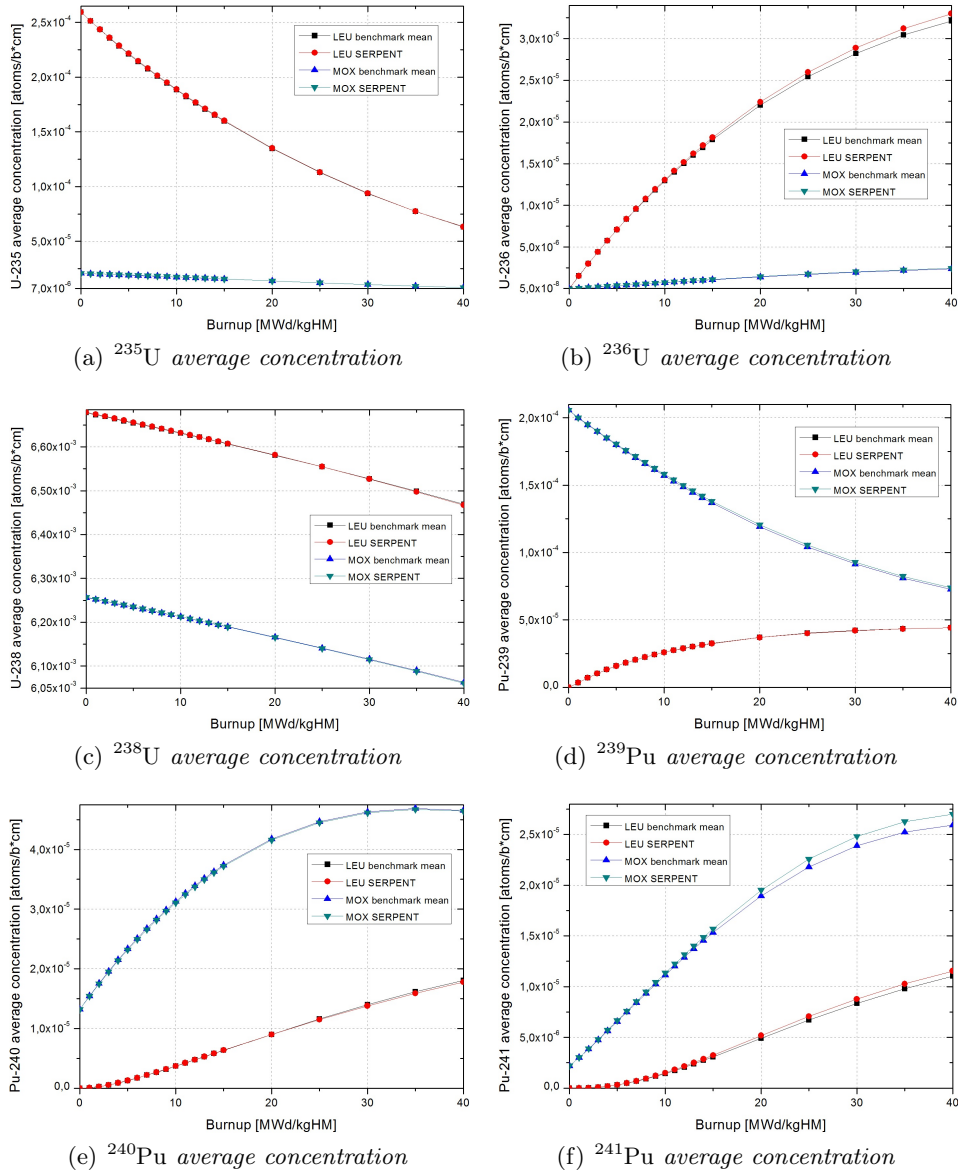 U-235 average concentration [atoms/b*cm]
2,5x10⁻⁴
2,0x10⁻⁴
1,5x10⁻⁴
1,0x10⁻⁴
5,0x10⁻⁵
7,0x10⁻⁶
LEU benchmark mean
LEU SERPENT
MOX benchmark mean
MOX SERPENT
0 10 20 30 40
Burnup [MWd/kgHM]
(a) ²³⁵U average concentration
U-236 average concentration [atoms/b*cm]
3,0x10⁻⁵
2,5x10⁻⁵
2,0x10⁻⁵
1,5x10⁻⁵
1,0x10⁻⁵
5,0x10⁻⁶
5,0x10⁻⁸
LEU benchmark mean
LEU SERPENT
MOX benchmark mean
MOX SERPENT
0 10 20 30 40
Burnup [MWd/kgHM]
(b) ²³⁶U average concentration
U-238 average concentration [atoms/b*cm]
6,60x10⁻³
6,50x10⁻³
6,40x10⁻³
6,30x10⁻³
6,20x10⁻³
6,10x10⁻³
6,05x10⁻³
LEU benchmark mean
LEU SERPENT
MOX benchmark mean
MOX SERPENT
0 10 20 30 40
Burnup [MWd/kgHM]
(c) ²³⁸U average concentration
Pu-239 average concentration [atoms/b*cm]
2,0x10⁻⁴
1,5x10⁻⁴
1,0x10⁻⁴
5,0x10⁻⁵
0,0
LEU benchmark mean
LEU SERPENT
MOX benchmark mean
MOX SERPENT
0 10 20 30 40
Burnup [MWd/kgHM]
(d) ²³⁹Pu average concentration
Pu-240 average concentration [atoms/b*cm]
4,0x10⁻⁵
3,0x10⁻⁵
2,0x10⁻⁵
1,0x10⁻⁵
0,0
LEU benchmark mean
LEU SERPENT
MOX benchmark mean
MOX SERPENT
0 10 20 30 40
Burnup [MWd/kgHM]
(e) ²⁴⁰Pu average concentration
Pu-241 average concentration [atoms/b*cm]
2,5x10⁻⁵
2,0x10⁻⁵
1,5x10⁻⁵
1,0x10⁻⁵
5,0x10⁻⁶
0,0
LEU benchmark mean
LEU SERPENT
MOX benchmark mean
MOX SERPENT
0 10 20 30 40
Burnup [MWd/kgHM]
(f) ²⁴¹Pu average concentration